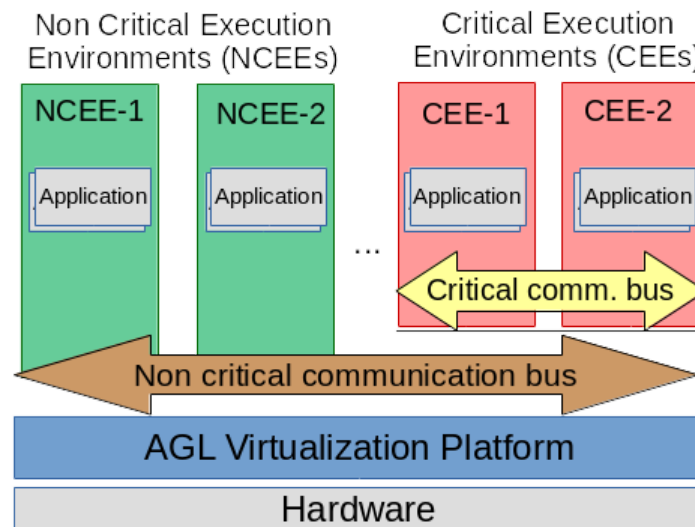 Non Critical Execution
Environments (NCEEs)
Critical Execution
Environments (CEEs)
NCEE-1
NCEE-2
CEE-1
CEE-2
Application
Application
Application
Application
...
Critical comm. bus
Non critical communication bus
AGL Virtualization Platform
Hardware